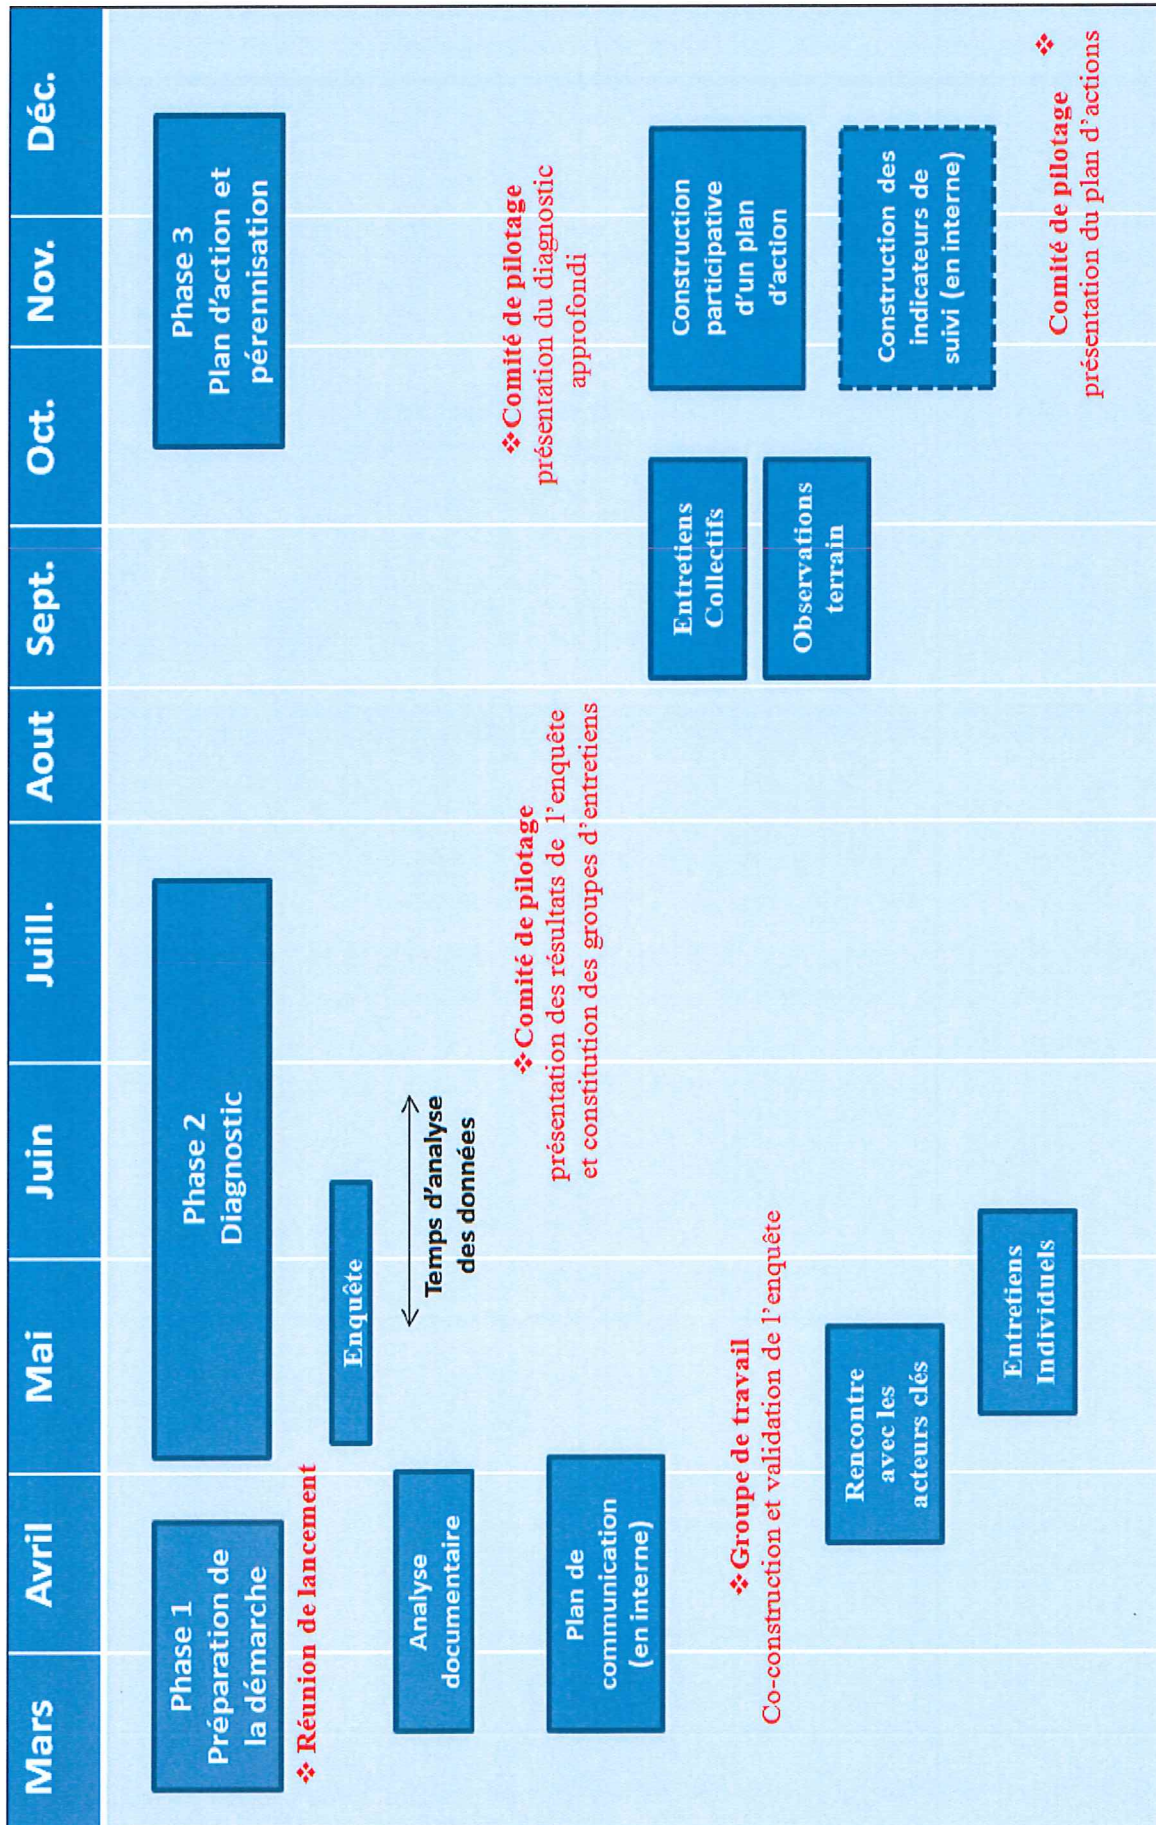 Mars
Avril
Mai
Juin
Juill.
Aout
Sept.
Oct.
Nov.
Déc.
Phase 1
Préparation de
la démarche
Phase 2
Diagnostic
Phase 3
Plan d'action et
pérennisation
❖ Réunion de lancement
Enquête
Analyse
documentaire
Temps d'analyse
des données
❖Comité de pilotage
présentation des résultats de l'enquête
et constitution des groupes d'entretiens
❖Comité de pilotage
présentation du diagnostic
approfondi
Plan de
communication
(en interne)
Entretiens
Collectifs
Construction
participative
d'un plan
d'action
❖Groupe de travail
Co-construction et validation de l'enquête
Observations
terrain
Rencontre
avec les
acteurs clés
Construction des
indicateurs de
suivi (en interne)
Entretiens
Individuels
❖
Comité de pilotage
présentation du plan d'actions